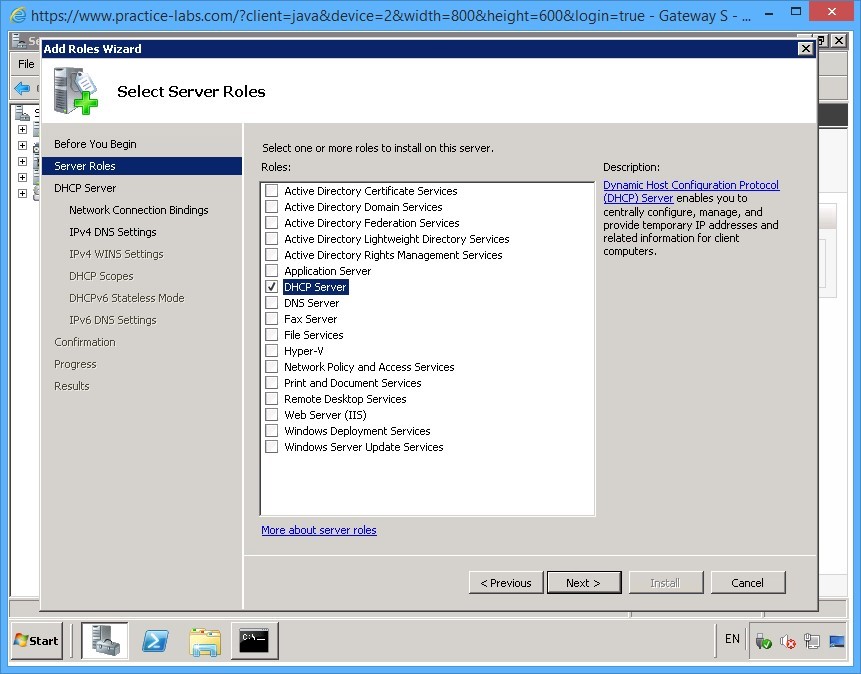 https://www.practice-labs.com/?client=java&device=2&width=800&height=600&login=true - Gateway S - ...
Add Roles Wizard
File
Select Server Roles
Before You Begin
Server Roles
DHCP Server
Network Connection Bindings
IPv4 DNS Settings
IPv4 WINS Settings
DHCP Scopes
DHCPv6 Stateless Mode
IPv6 DNS Settings
Confirmation
Progress
Results
Select one or more roles to install on this server.
Roles:
Active Directory Certificate Services
Active Directory Domain Services
Active Directory Federation Services
Active Directory Lightweight Directory Services
Active Directory Rights Management Services
Application Server
DHCP Server
DNS Server
Fax Server
File Services
Hyper-V
Network Policy and Access Services
Print and Document Services
Remote Desktop Services
Web Server (IIS)
Windows Deployment Services
Windows Server Update Services
More about server roles
Description:
Dynamic Host Configuration Protocol
(DHCP) Server enables you to
centrally configure, manage, and
provide temporary IP addresses and
related information for client
computers.
< Previous
Next >
Install
Cancel
Start
C:\_
EN